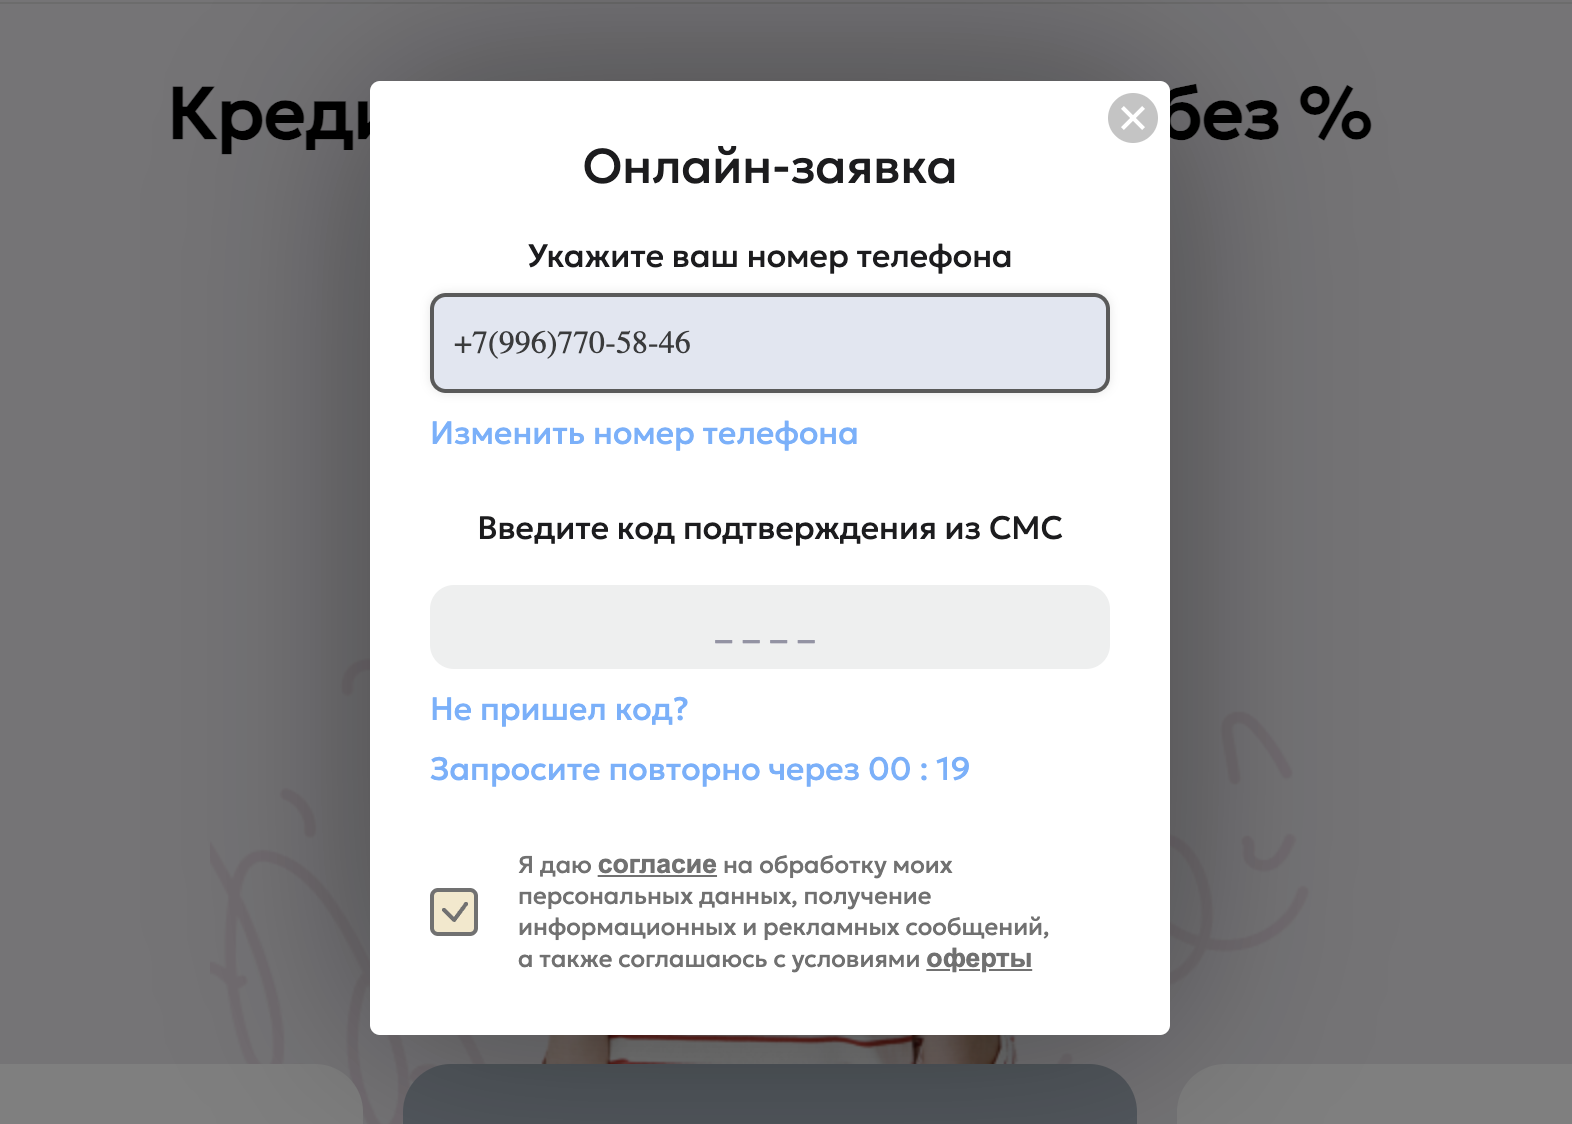 Креди без %
Онлайн-заявка
Укажите ваш номер телефона
+7(996)770-58-46
Изменить номер телефона
Введите код подтверждения из СМС
_ _ _ _
Не пришел код?
Запросите повторно через 00 : 19
Я даю согласие на обработку моих
персональных данных, получение
информационных и рекламных сообщений,
а также соглашаюсь с условиями оферты